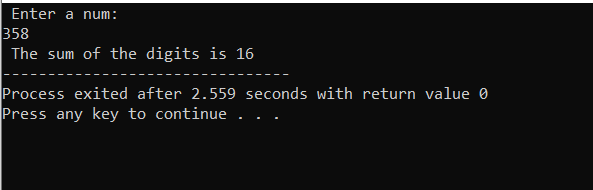 Enter a num:
358
The sum of the digits is 16
--------------------------------
Process exited after 2.559 seconds with return value 0
Press any key to continue . . .